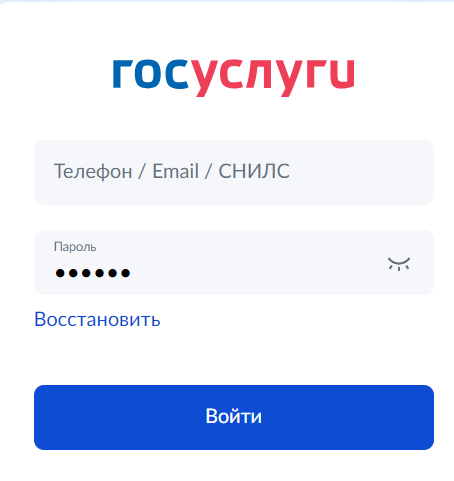 госуслуги
Телефон / Email / СНИЛС
Пароль
••••••
Восстановить
Войти